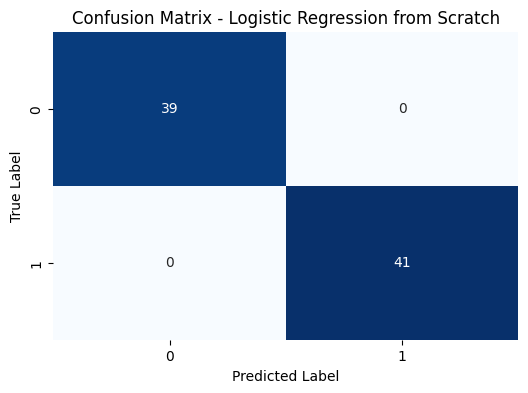 Confusion Matrix - Logistic Regression from Scratch
True Label
0
39
0
1
0
41
0
1
Predicted Label